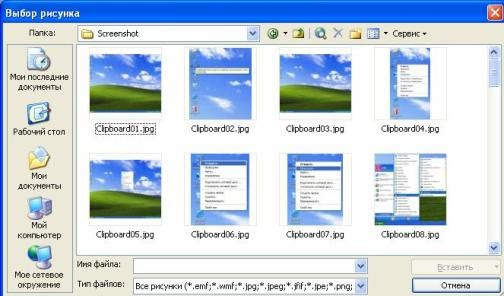 Выбор рисунка
Папка:
Screenshot
Сервис
Мои последние
документы
Рабочий стол
Мои
документы
Мой
компьютер
Мое сетевое
окружение
Clipboard01.jpg
Clipboard02.jpg
Clipboard03.jpg
Clipboard04.jpg
Clipboard05.jpg
Clipboard06.jpg
Clipboard07.jpg
Clipboard08.jpg
Имя файла:
Вставить
Тип файлов:
Все рисунки (*.emf;*.wmf;*.jpg;*.jpeg;*.jfif;*.jpe;*.png;
Отмена